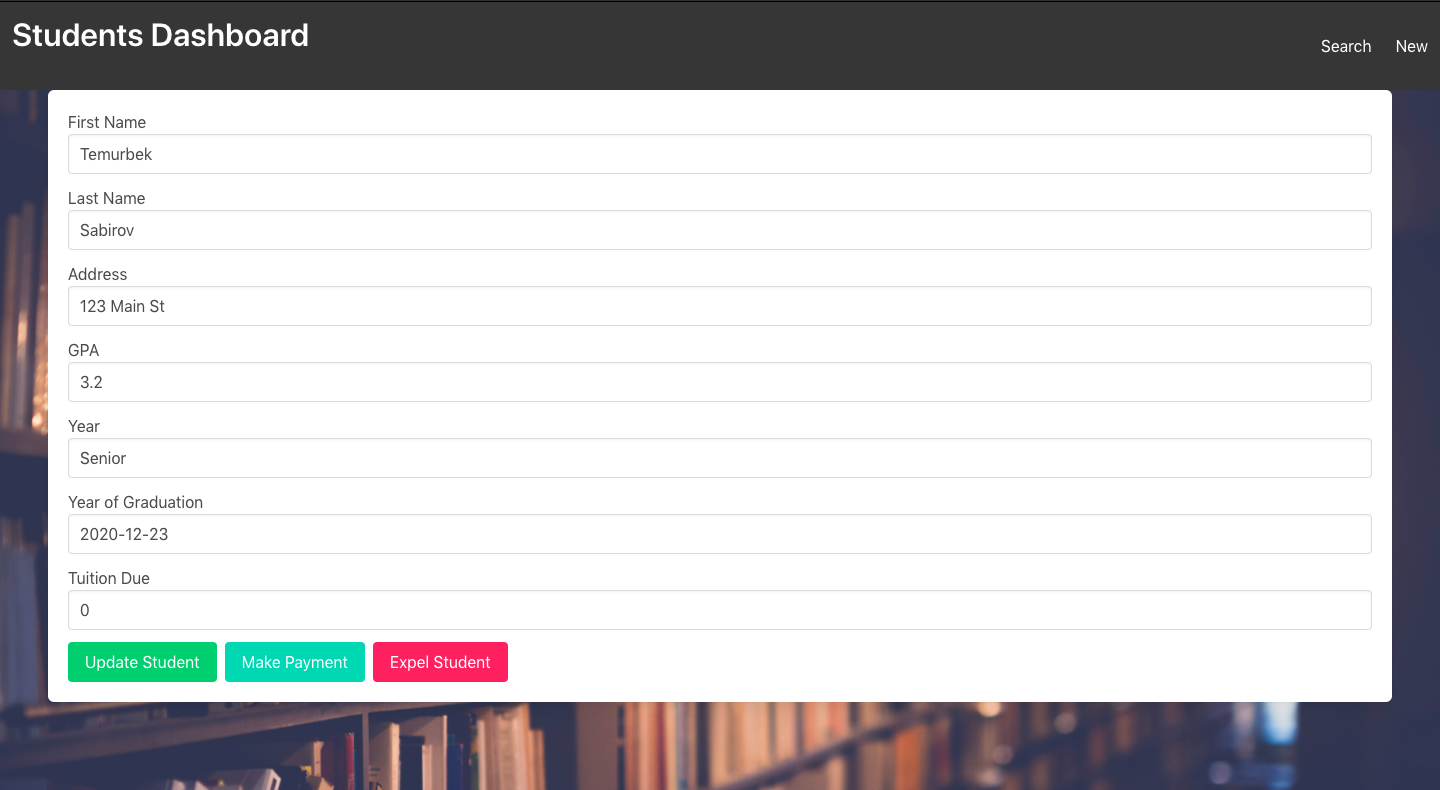 Students Dashboard
Search New
First Name
Temurbek
Last Name
Sabirov
Address
123 Main St
GPA
3.2
Year
Senior
Year of Graduation
2020-12-23
Tuition Due
0
Update Student Make Payment Expel Student